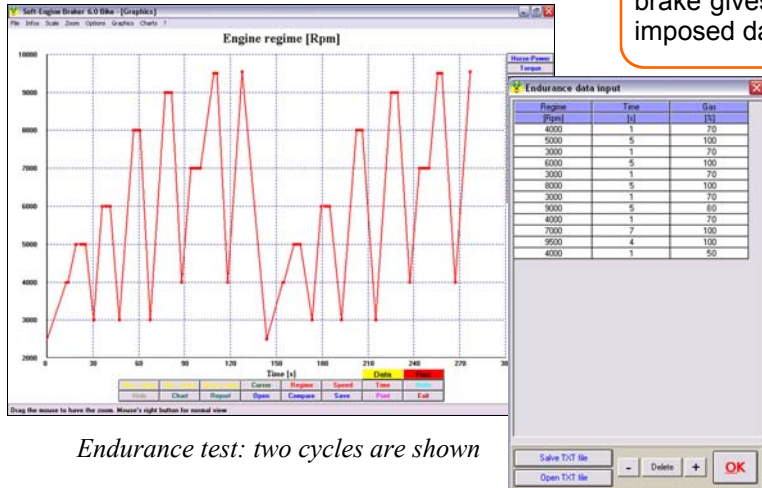 brake gives
imposed da
Soft-Engine Braker 6.0 Bike - [Graphics]
File Infos Scale Zoom Options Graphics Charts ?
Engine regime [Rpm]
Horse-Power
Torque
10000
9000
8000
7000
6000
5000
4000
3000
2000
0 30 60 90 120 150 180 210 240 270 30
Time [s]
Data
Cursor Regime Speed Time
Chart Report Open Compare Save Print Exit
Drag the mouse to have the zoom. Mouse's right button for normal view
Endurance data input
Regime Time Gas
[Rpm] [s] [%]
4000 1 70
5000 5 100
3000 1 70
6000 5 100
3000 1 70
8000 5 100
3000 1 70
9000 5 80
4000 1 70
7000 7 100
9500 4 100
4000 1 50
Salve TXT file
Open TXT file
- Delete + OK
Endurance test: two cycles are shown